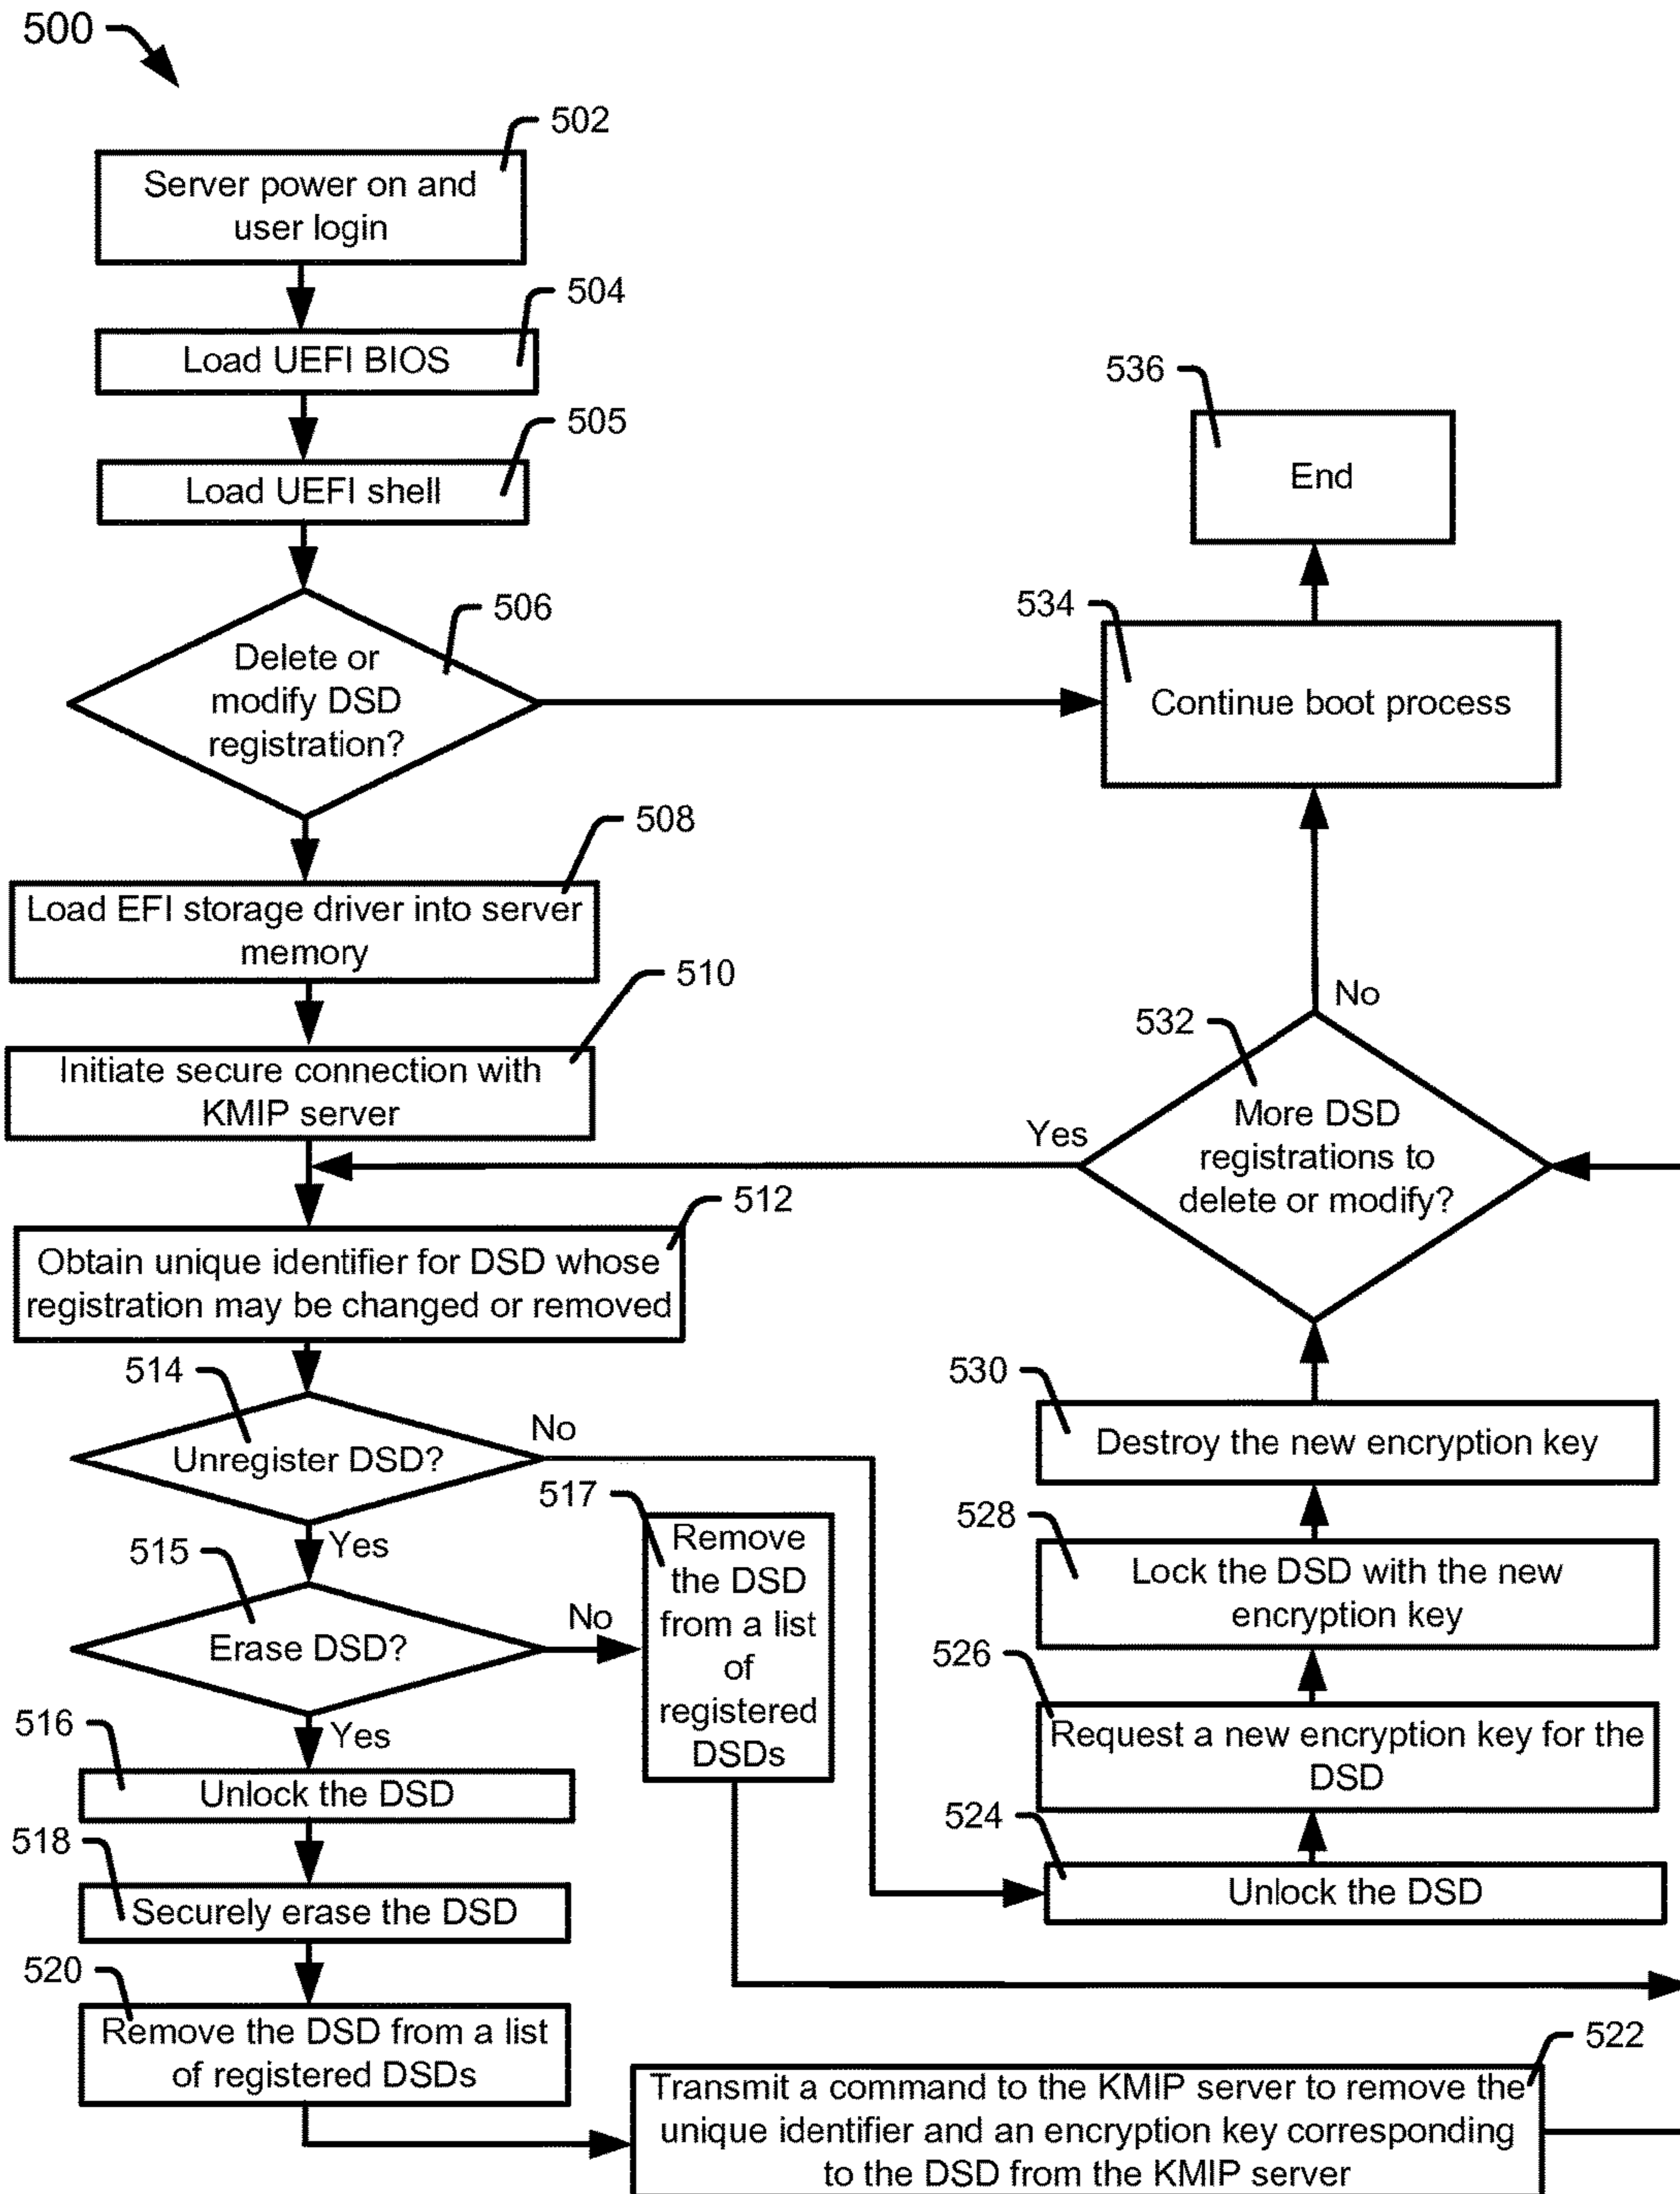 500
502
Server power on and
user login
504
Load UEFI BIOS
505
Load UEFI shell
506
Delete or
modify DSD
registration?
508
Load EFI storage driver into server
memory
510
Initiate secure connection with
KMIP server
512
Obtain unique identifier for DSD whose
registration may be changed or removed
514
Unregister DSD?
No
Yes
515
Erase DSD?
No
Yes
517
Remove
the DSD
from a list
of
registered
DSDs
516
Unlock the DSD
518
Securely erase the DSD
520
Remove the DSD from a list
of registered DSDs
522
Transmit a command to the KMIP server to remove the
unique identifier and an encryption key corresponding
to the DSD from the KMIP server
536
End
534
Continue boot process
No
532
More DSD
registrations to
delete or modify?
Yes
530
Destroy the new encryption key
528
Lock the DSD with the new
encryption key
526
Request a new encryption key for the
DSD
524
Unlock the DSD